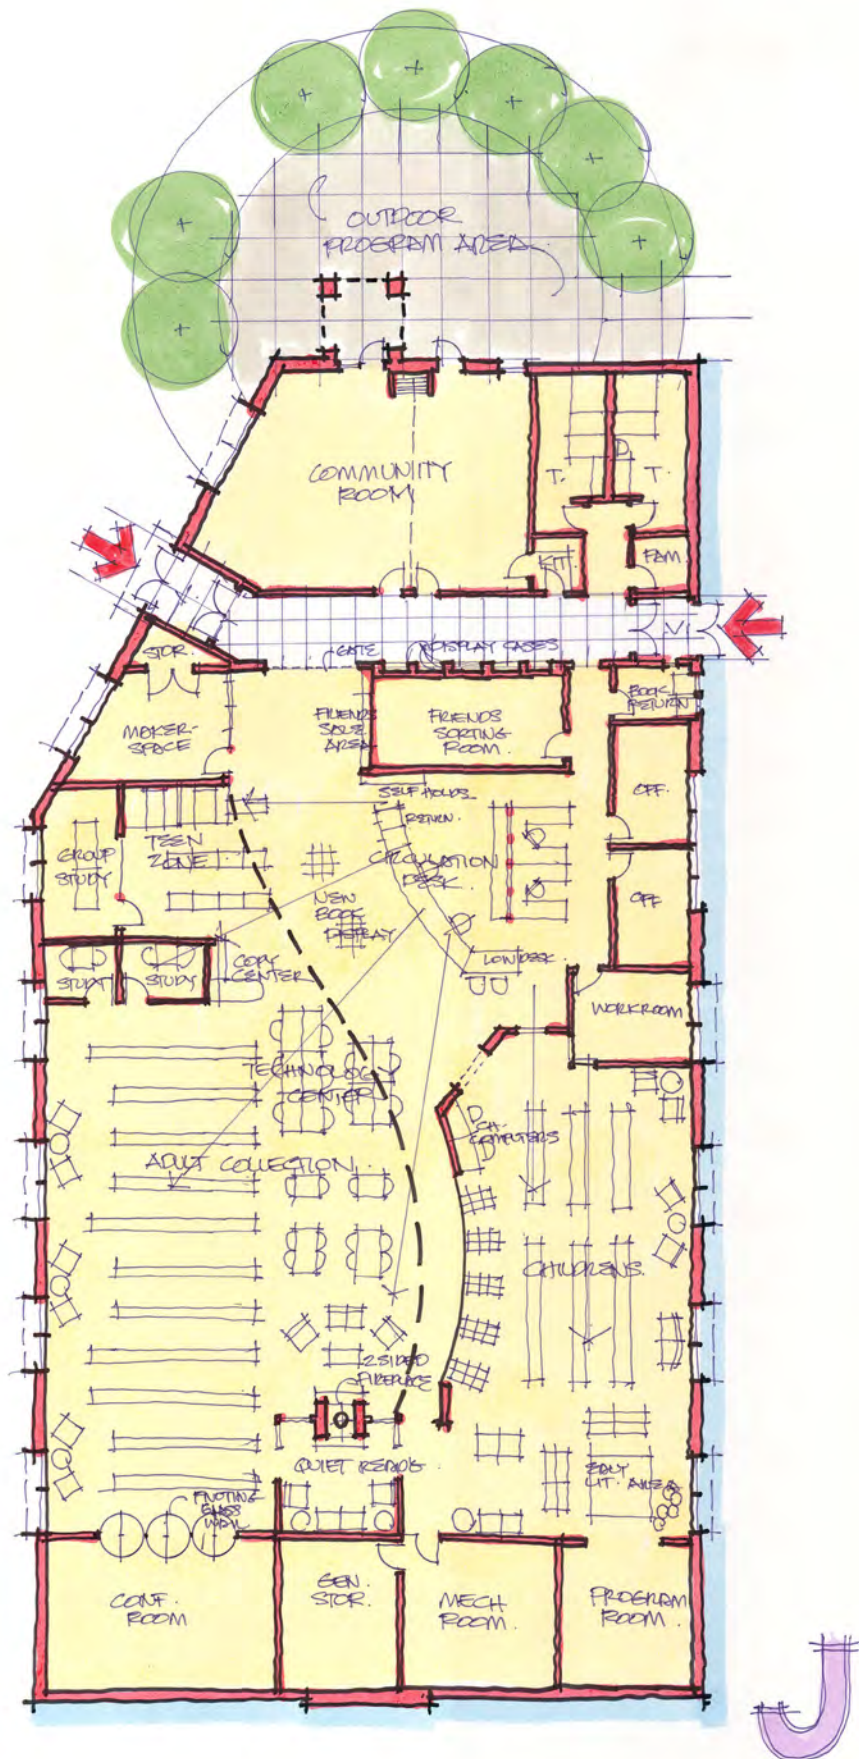 OUTDOOR
PROGRAM AREA
COMMUNITY
ROOM
T.
T.
KIT.
FAM.
V.
GATE
DISPLAY CASES
STOR.
MAKER-
SPACE
FRIENDS
SALE
AREA
FRIENDS
SORTING
ROOM.
BOOK
RETURN
SELF HOLDS
RETURN.
OFF.
TEEN
ZONE
GROUP
STUDY
CIRCULATION
DESK.
NEW
BOOK
DISPLAY
OFF
COPY
CENTER
LOW DESK.
STUDY
STUDY
WORKROOM
TECHNOLOGY
CENTER
CH.
COMPUTERS
ADULT COLLECTION
CHILDRENS.
2 SIDED
FIREPLACE
QUIET READ'G.
LIT. AREA
GLASS
WALL
CONF.
ROOM
GEN.
STOR.
MECH
ROOM.
PROGRAM
ROOM.